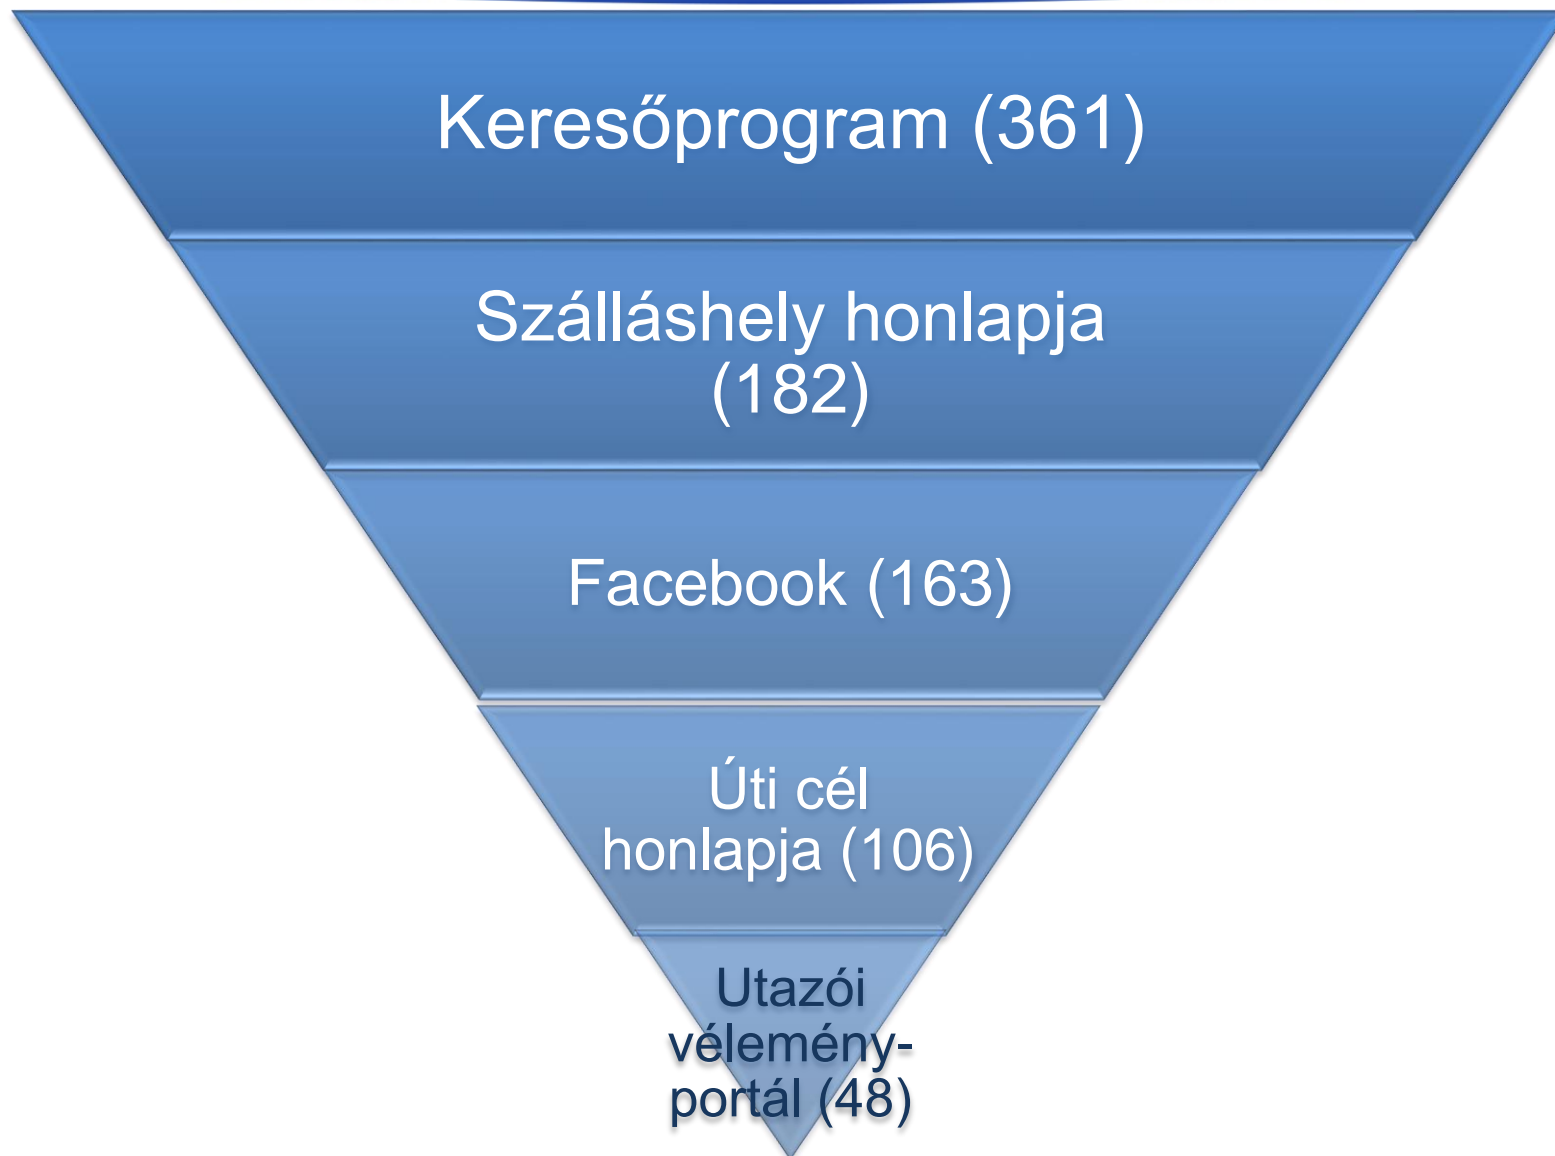 Keresőprogram (361)
Szálláshely honlapja
(182)
Facebook (163)
Úti cél
honlapja (106)
Utazói
vélemény-
portál (48)